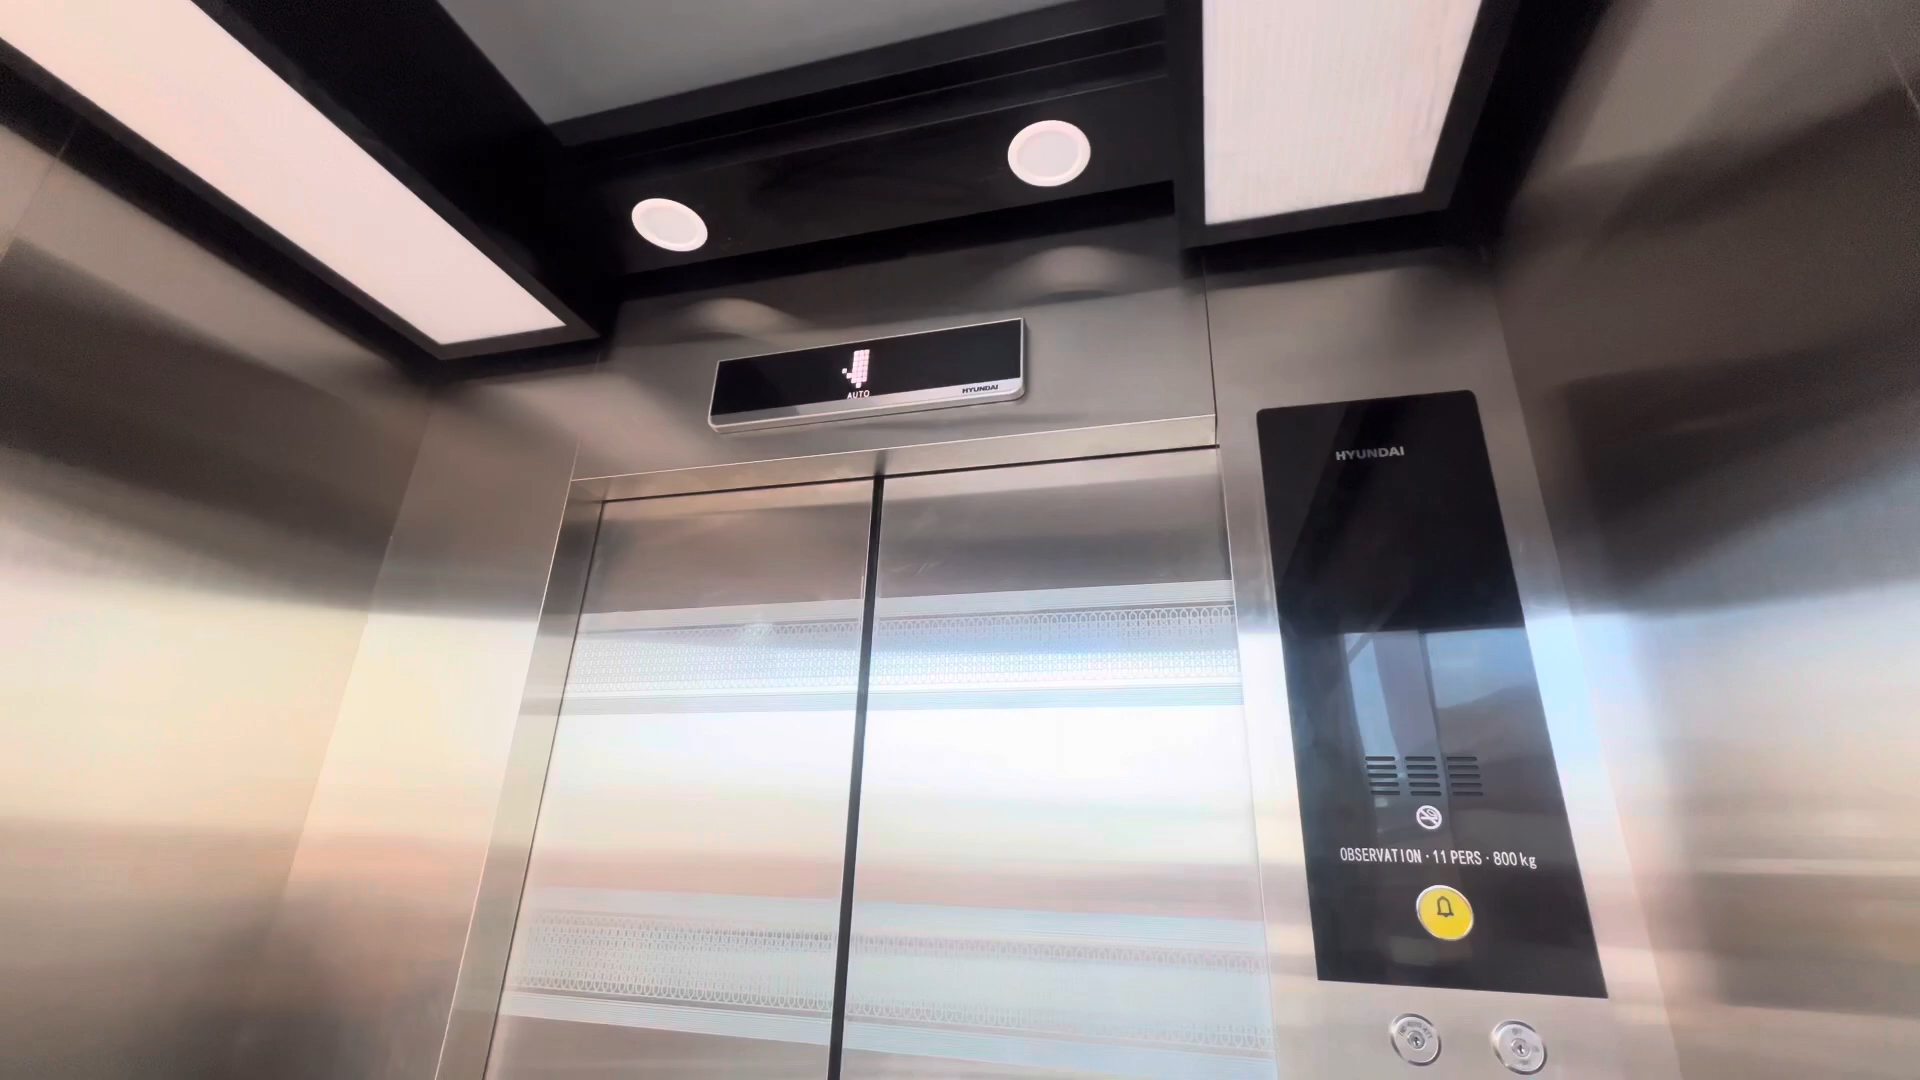 AUTO
HYUNDAI
HYUNDAI
OBSERVATION · 11 PERS · 800 kg